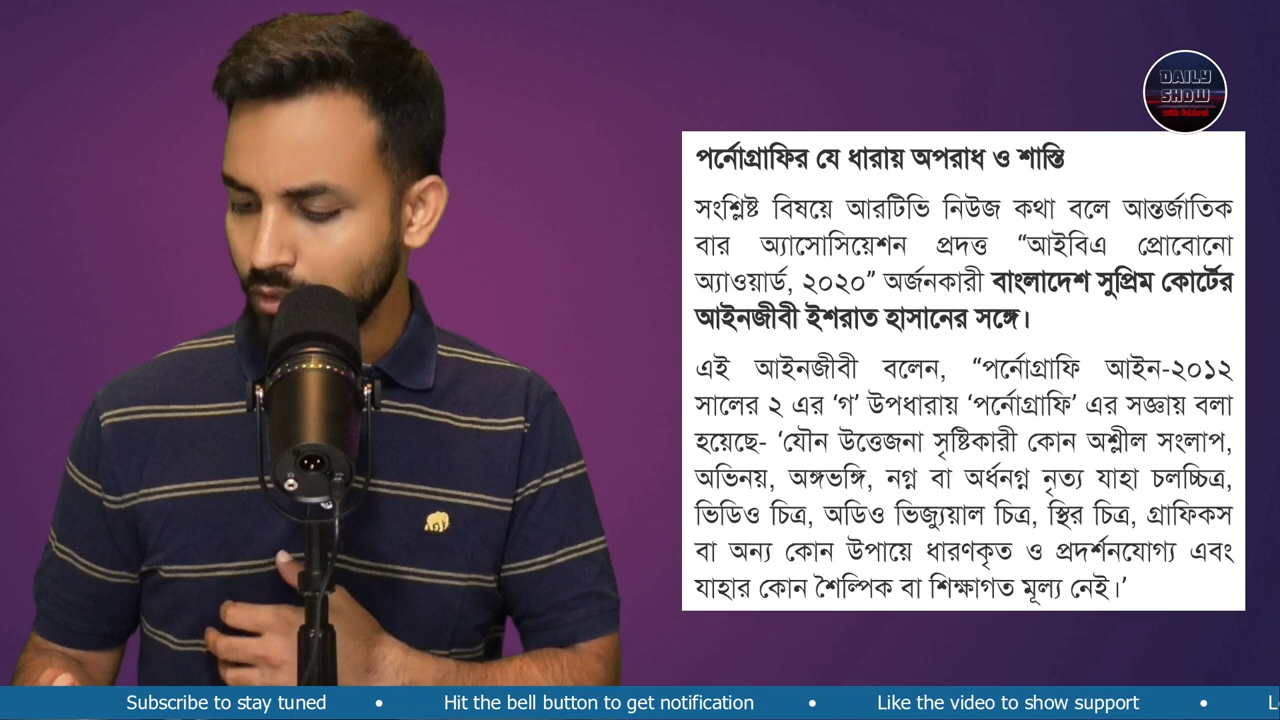 DAILY
SHOW
পর্নোগ্রাফির যে ধারায় অপরাধ ও শাস্তি
সংশ্লিষ্ট বিষয়ে আরটিভি নিউজ কথা বলে আন্তর্জাতিক
বার অ্যাসোসিয়েশন প্রদত্ত “আইবিএ প্রোবোনো
অ্যাওয়ার্ড, ২০২০” অর্জনকারী বাংলাদেশ সুপ্রিম কোর্টের
আইনজীবী ইশরাত হাসানের সঙ্গে।
এই আইনজীবী বলেন, “পর্নোগ্রাফি আইন-২০১২
সালের ২ এর ‘গ’ উপধারায় ‘পর্নোগ্রাফি’ এর সজ্ঞায় বলা
হয়েছে- ‘যৌন উত্তেজনা সৃষ্টিকারী কোন অশ্লীল সংলাপ,
অভিনয়, অঙ্গভঙ্গি, নগ্ন বা অর্ধনগ্ন নৃত্য যাহা চলচ্চিত্র,
ভিডিও চিত্র, অডিও ভিজ্যুয়াল চিত্র, স্থির চিত্র, গ্রাফিকস
বা অন্য কোন উপায়ে ধারণকৃত ও প্রদর্শনযোগ্য এবং
যাহার কোন শৈল্পিক বা শিক্ষাগত মূল্য নেই।’
Subscribe to stay tuned • Hit the bell button to get notification • Like the video to show support • L